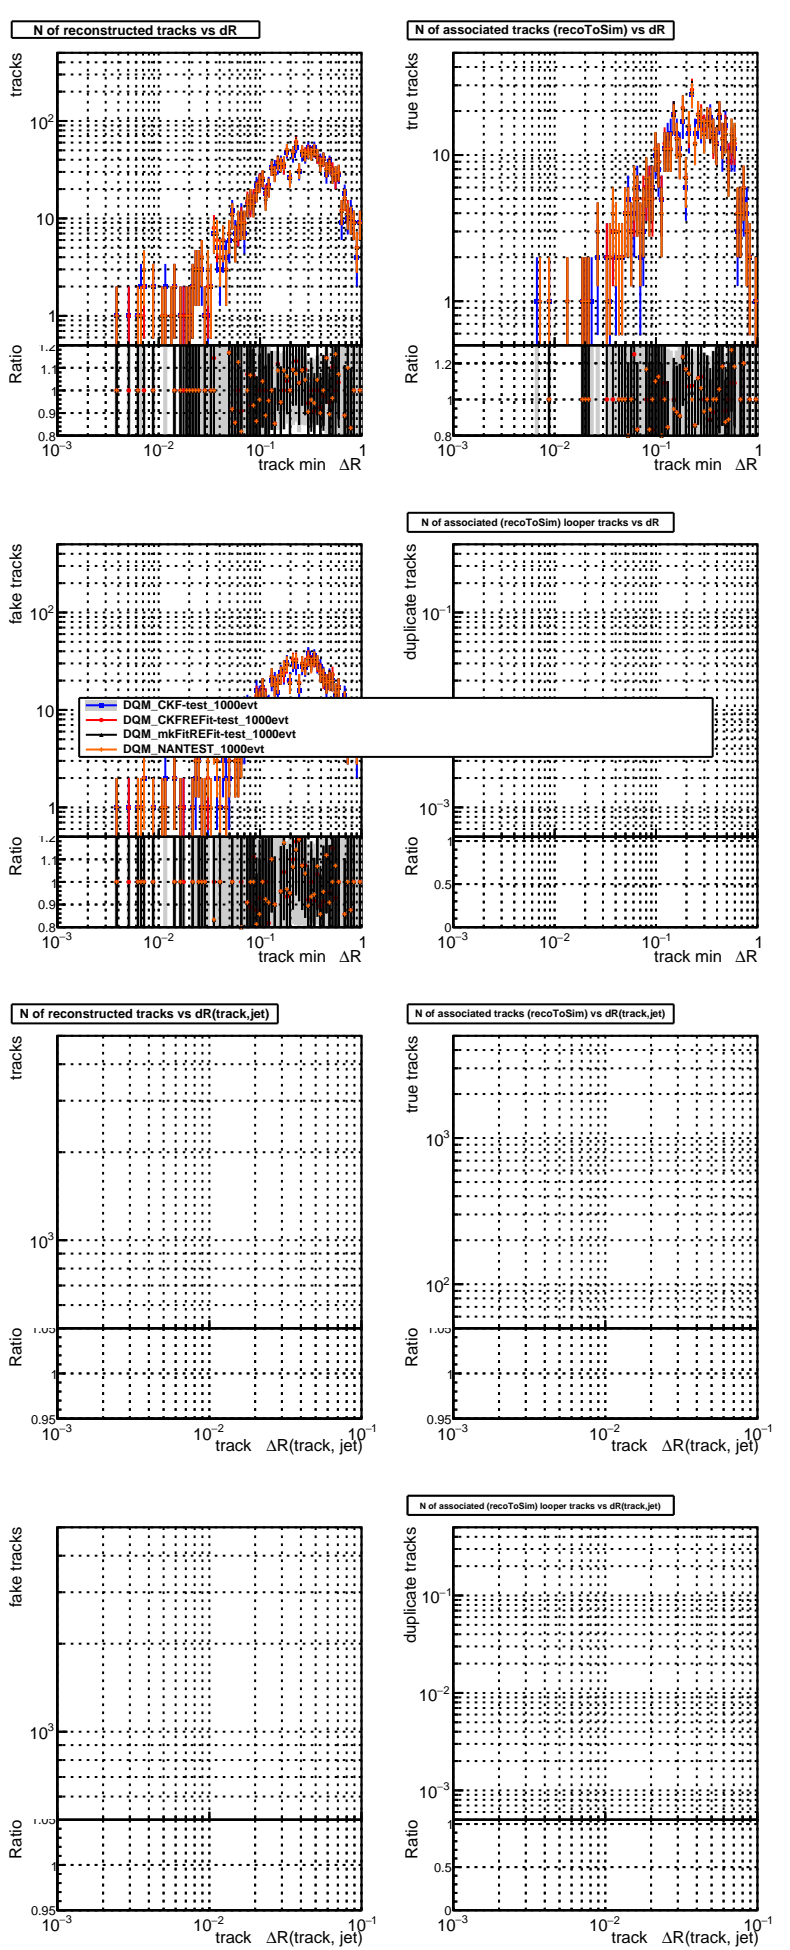 N of reconstructed tracks vs dR
tracks
10²
10
1
Ratio
1.2
1.1
1
0.9
0.8
10⁻³
10⁻²
10⁻¹
1
track min ΔR
N of associated tracks (recoToSim) vs dR
true tracks
10
1
Ratio
1.2
1
0.8
10⁻³
10⁻²
10⁻¹
1
track min ΔR
fake tracks
10²
10
1
Ratio
1.2
1.1
1
0.9
0.8
10⁻³
10⁻²
10⁻¹
1
track min ΔR
N of associated (recoToSim) looper tracks vs dR
duplicate tracks
10⁻¹
10⁻³
Ratio
1
0.5
0
10⁻³
10⁻²
10⁻¹
1
track min ΔR
DQM_CKF-test_1000evt
DQM_CKFREFit-test_1000evt
DQM_mkFitREFit-test_1000evt
DQM_NANTEST_1000evt
N of reconstructed tracks vs dR(track,jet)
tracks
10³
Ratio
1.05
1
0.95
10⁻³
10⁻²
10⁻¹
track ΔR(track, jet)
N of associated tracks (recoToSim) vs dR(track,jet)
true tracks
10³
10²
Ratio
1.05
1
0.95
10⁻³
10⁻²
10⁻¹
track ΔR(track, jet)
fake tracks
10³
Ratio
1.05
1
0.95
10⁻³
10⁻²
10⁻¹
track ΔR(track, jet)
N of associated (recoToSim) looper tracks vs dR(track,jet)
duplicate tracks
10⁻¹
10⁻²
10⁻³
Ratio
1
0.5
0
10⁻³
10⁻²
10⁻¹
track ΔR(track, jet)